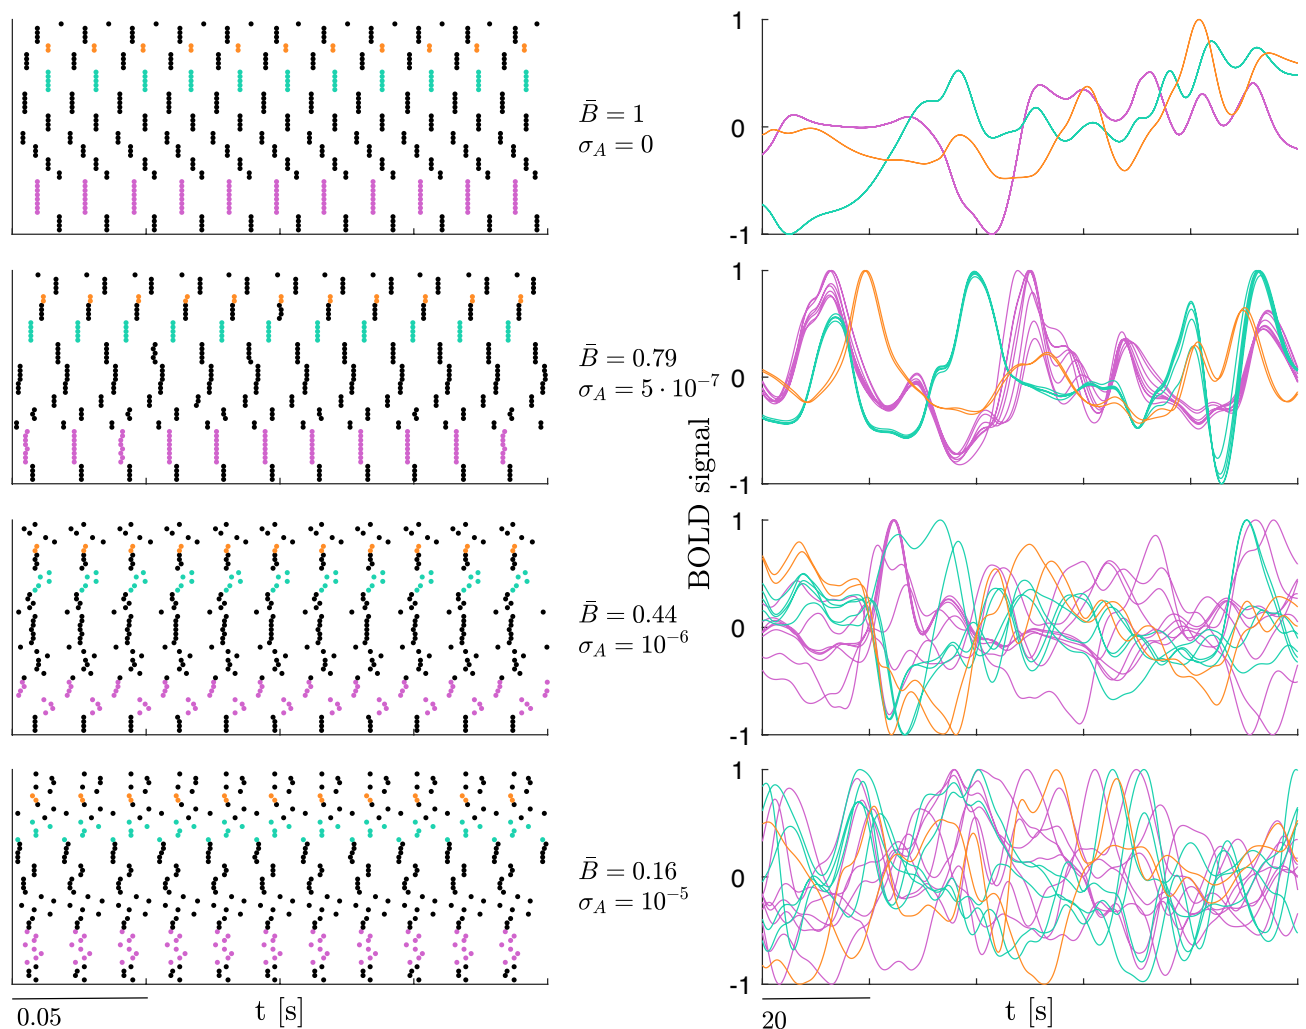 1
0
-1
B̄ = 1
σ_A = 0
1
0
-1
B̄ = 0.79
σ_A = 5 · 10⁻⁷
BOLD signal
1
0
-1
B̄ = 0.44
σ_A = 10⁻⁶
1
0
-1
B̄ = 0.16
σ_A = 10⁻⁵
0.05 t [s]
20 t [s]